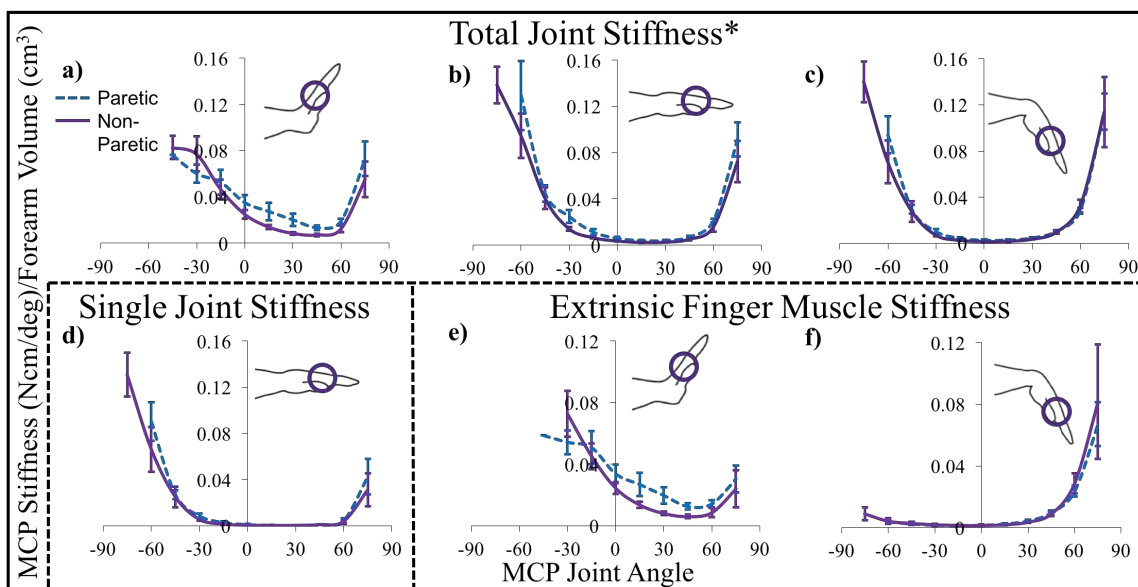 MCP Stiffness (Ncm/deg)/Forearm Volume (cm³)
Total Joint Stiffness*
a)
0.16
0.12
0.08
0.04
0
-90 -60 -30 0 30 60 90
Paretic
Non-
Paretic
b)
0.16
0.12
0.08
0.04
0
-90 -60 -30 0 30 60 90
c)
0.16
0.12
0.08
0.04
0
-90 -60 -30 0 30 60 90
Single Joint Stiffness
d)
0.16
0.12
0.08
0.04
0
-90 -60 -30 0 30 60 90
Extrinsic Finger Muscle Stiffness
e)
0.12
0.08
0.04
0
-90 -60 -30 0 30 60 90
f)
0.12
0.08
0.04
0
-90 -60 -30 0 30 60 90
MCP Joint Angle